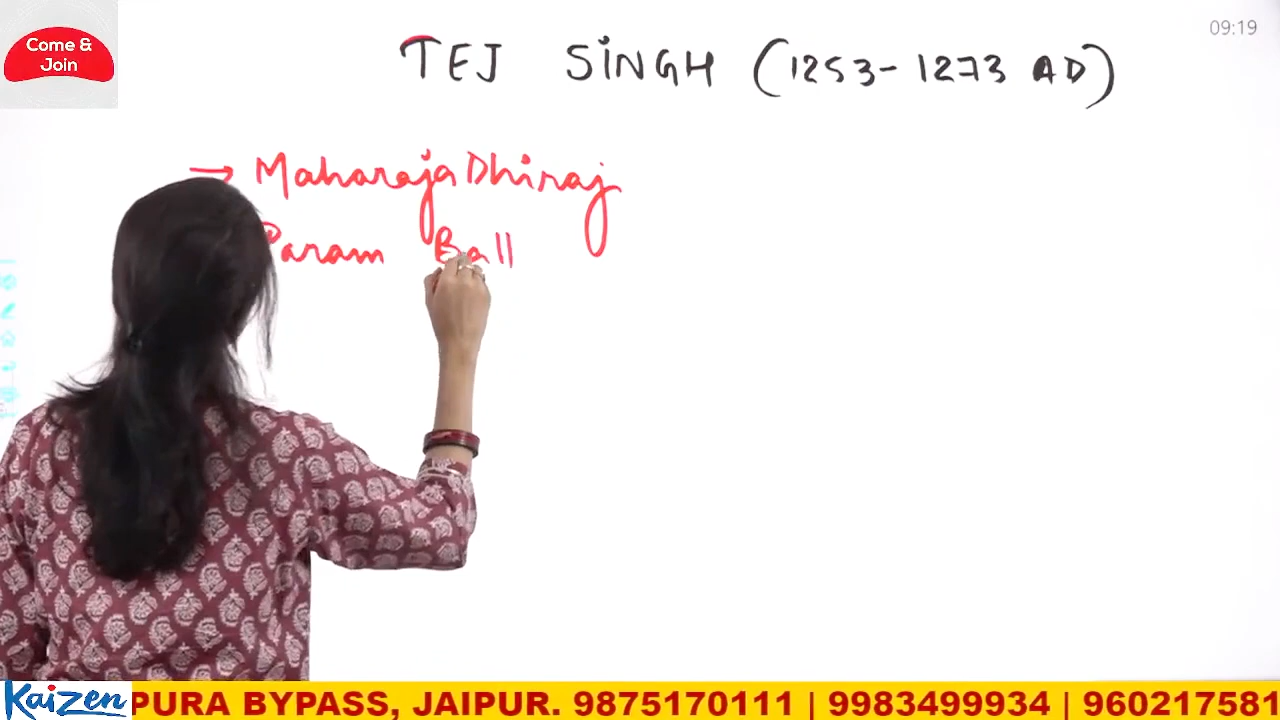 Come &
Join
09:19
TEJ SINGH (1253-1273 AD)
→ Maharaja Dhiraj
Param Ball
Kaizen PURA BYPASS, JAIPUR. 9875170111 | 9983499934 | 960217581